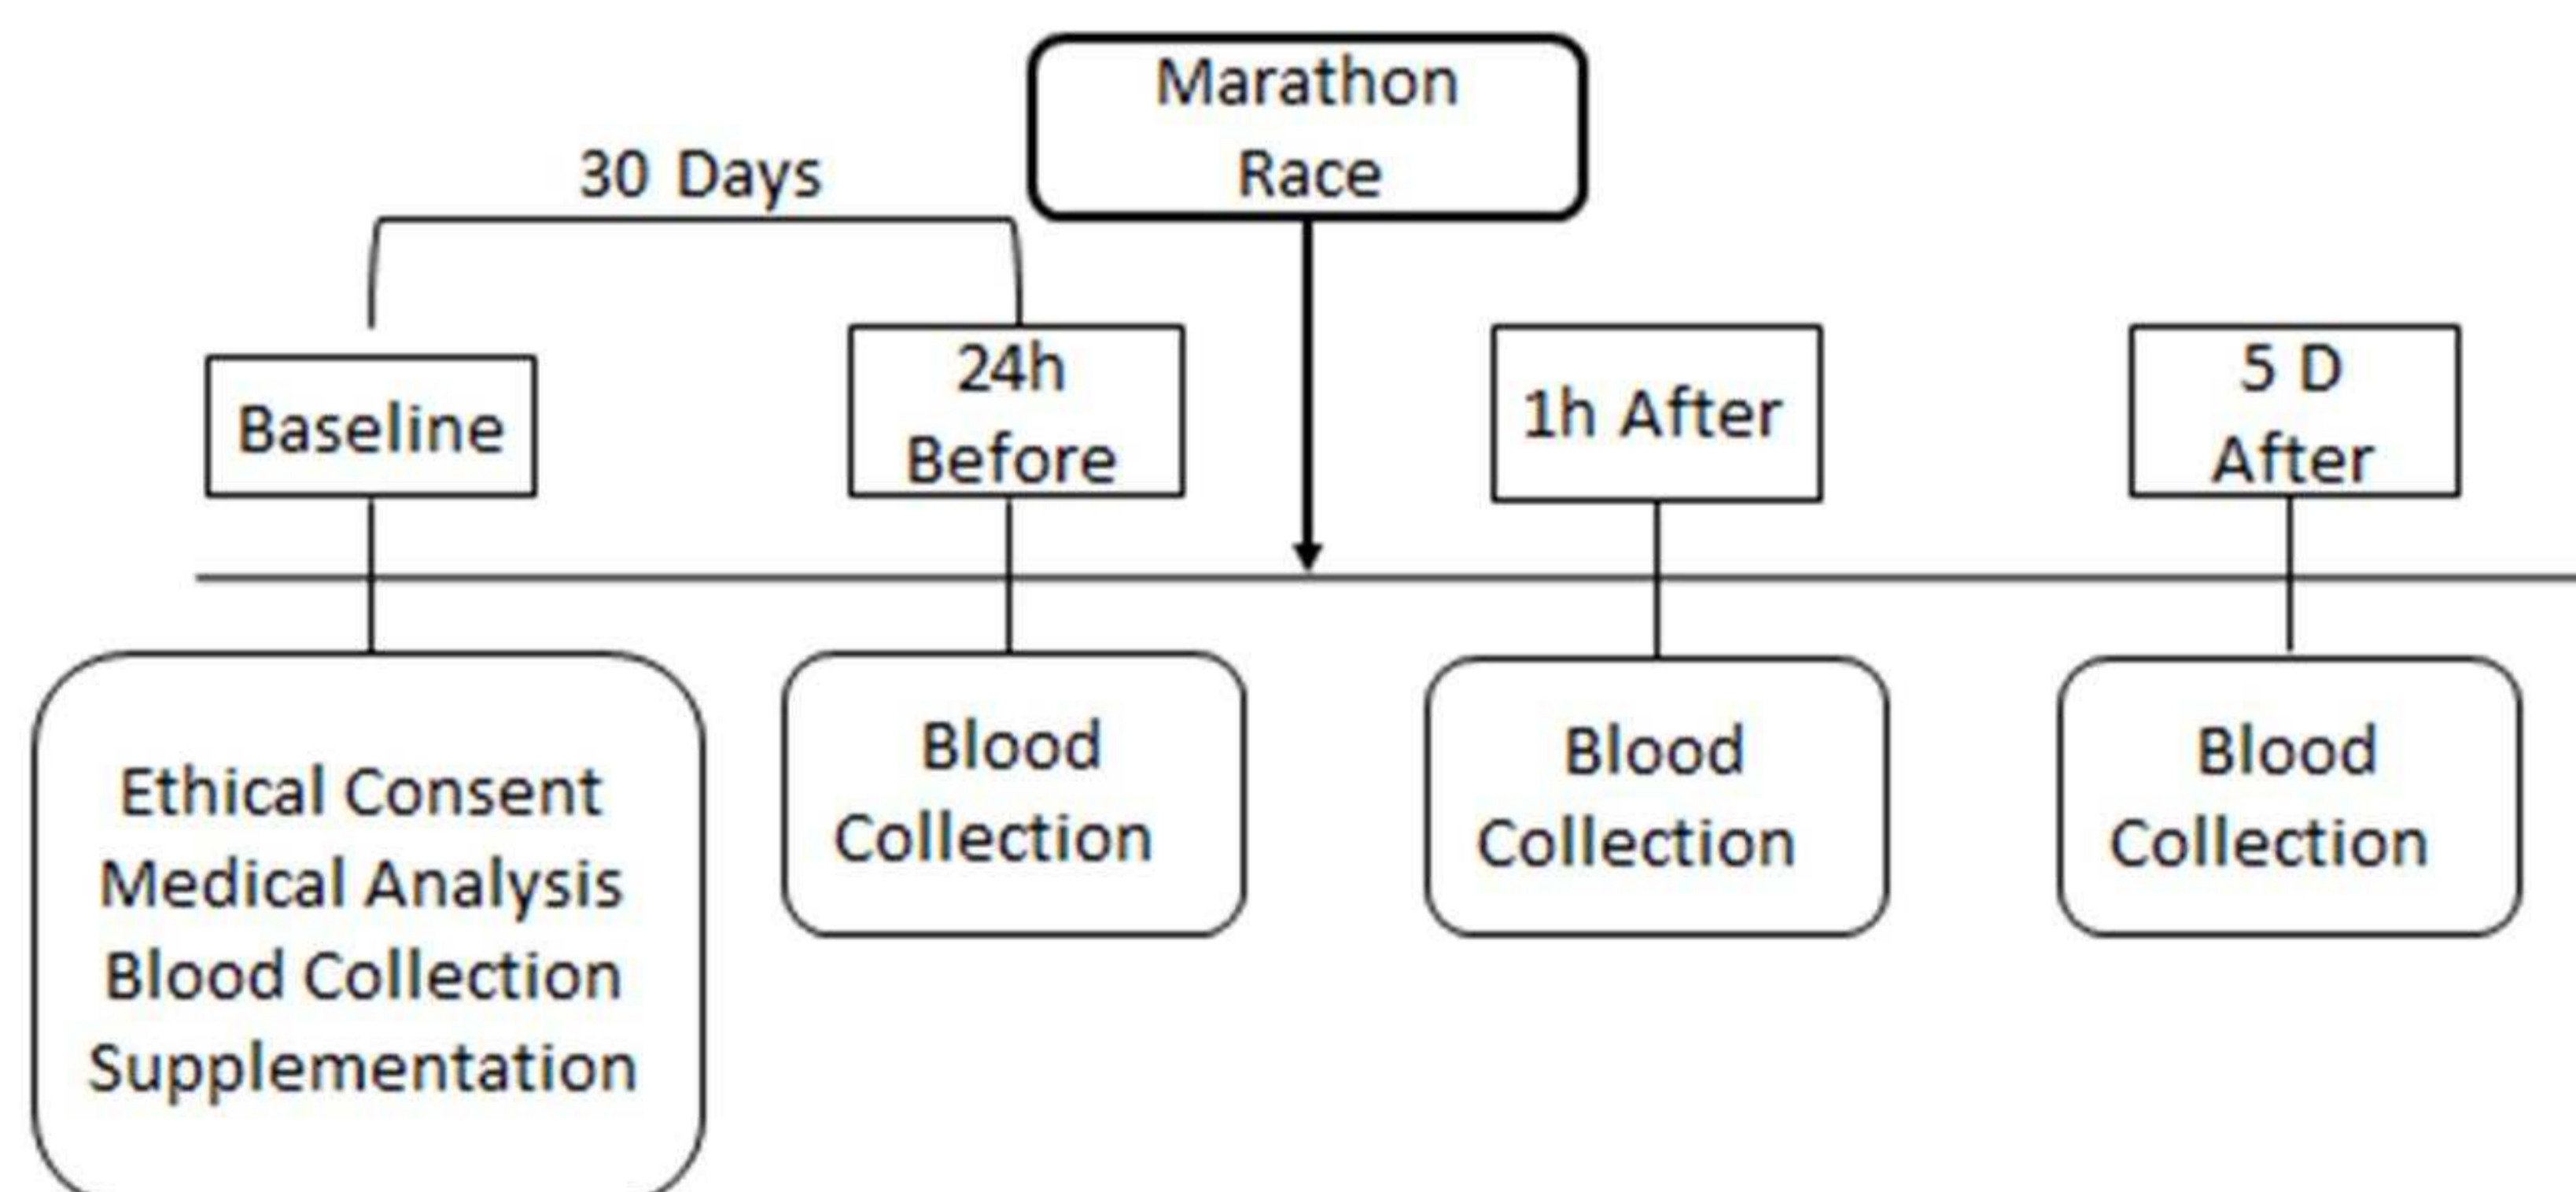 Marathon
Race
30 Days
Baseline
24h
Before
1h After
5 D
After
Ethical Consent
Medical Analysis
Blood Collection
Supplementation
Blood
Collection
Blood
Collection
Blood
Collection